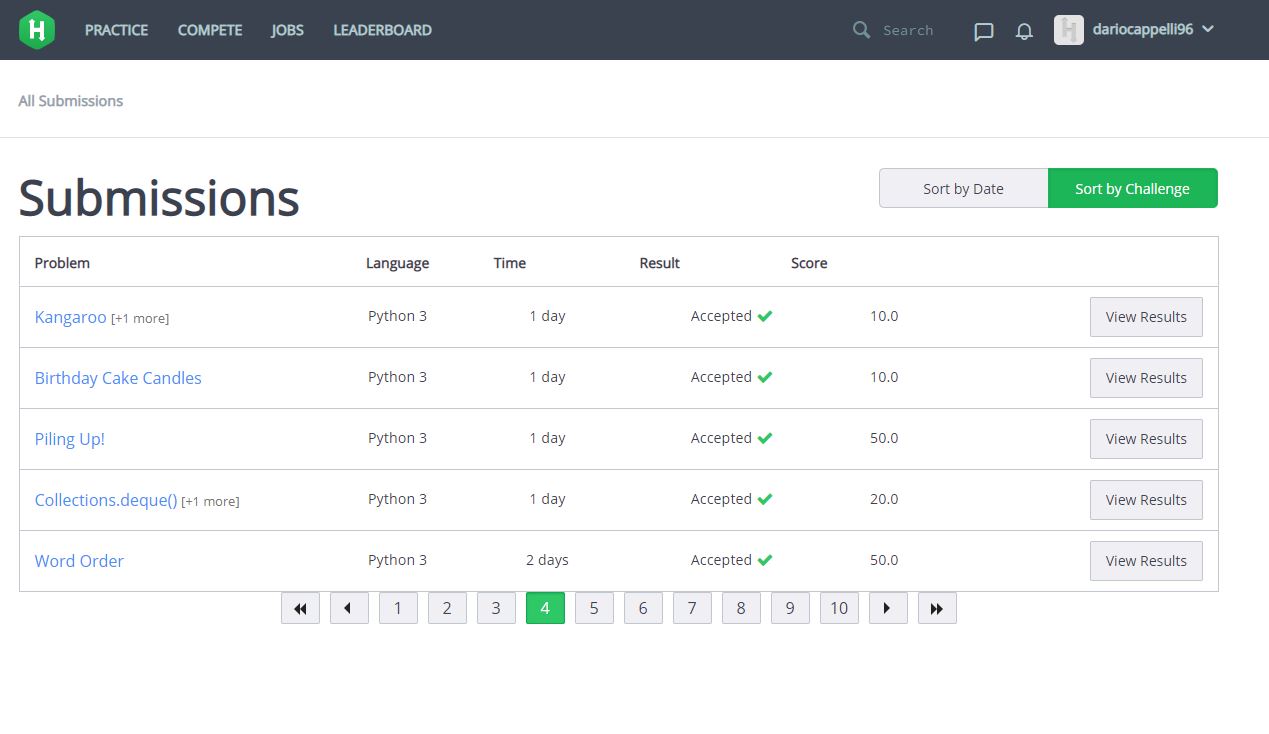 H PRACTICE COMPETE JOBS LEADERBOARD Search H dariocappelli96
All Submissions
Submissions Sort by Date Sort by Challenge
Problem Language Time Result Score
Kangaroo [+1 more] Python 3 1 day Accepted 10.0 View Results
Birthday Cake Candles Python 3 1 day Accepted 10.0 View Results
Piling Up! Python 3 1 day Accepted 50.0 View Results
Collections.deque() [+1 more] Python 3 1 day Accepted 20.0 View Results
Word Order Python 3 2 days Accepted 50.0 View Results
1 2 3 4 5 6 7 8 9 10